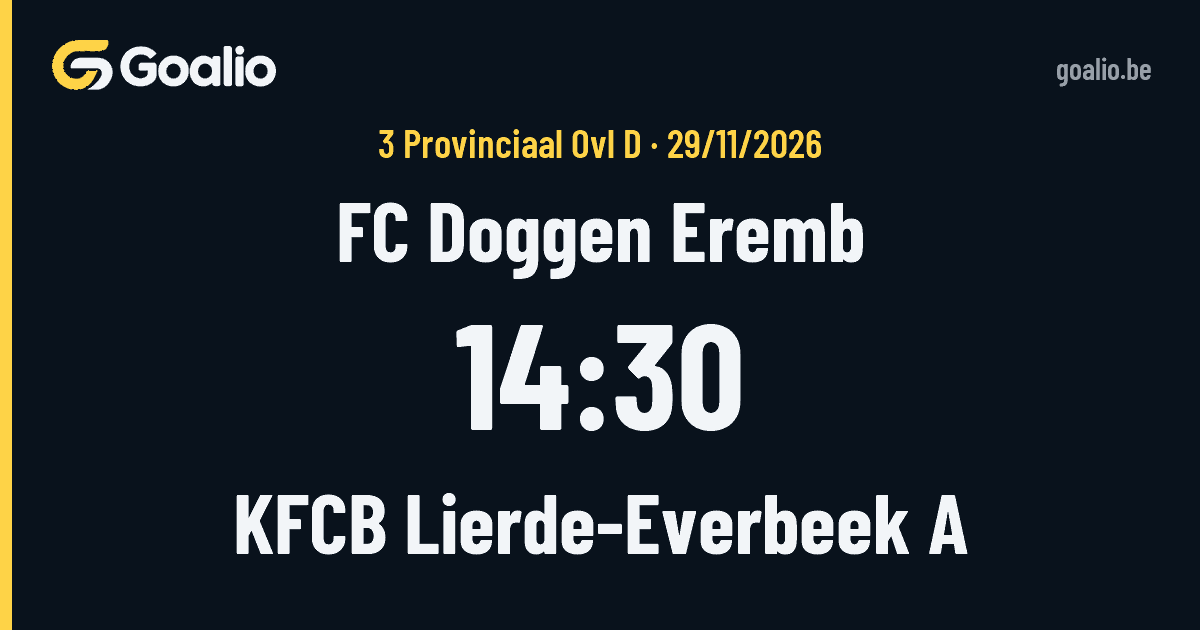 Goalio
goalio.be
3 Provinciaal Ovl D · 29/11/2026
FC Doggen Eremb
14:30
KFCB Lierde-Everbeek A